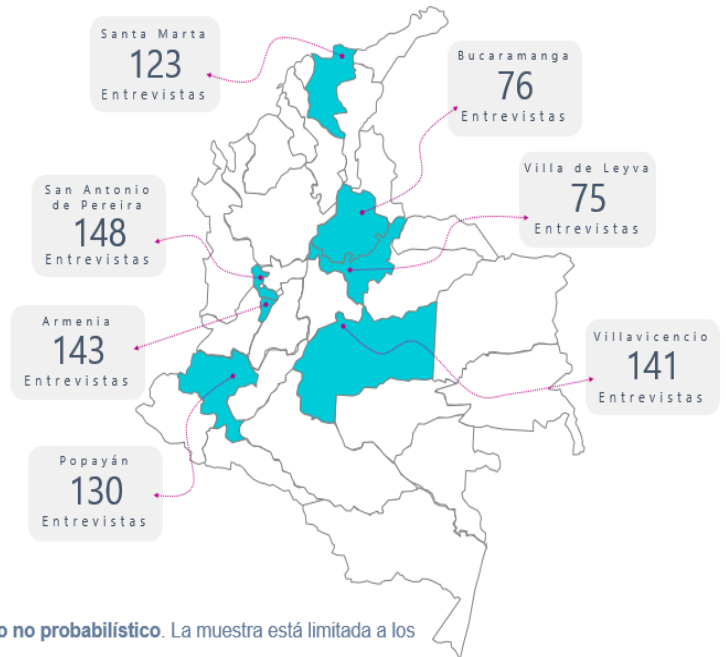 Santa Marta
123
Entrevistas
Bucaramanga
76
Entrevistas
Villa de Leyva
75
Entrevistas
San Antonio
de Pereira
148
Entrevistas
Armenia
143
Entrevistas
Villavicencio
141
Entrevistas
Popayán
130
Entrevistas
o no probabilístico. La muestra está limitada a los